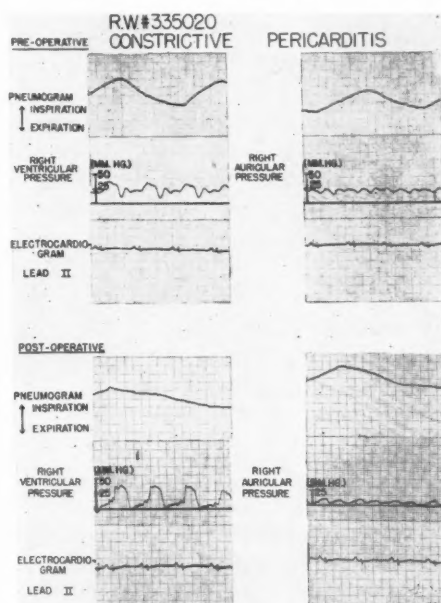 R.W.#335020
PRE-OPERATIVE CONSTRICTIVE PERICARDITIS
PNEUMOGRAM
INSPIRATION
EXPIRATION
RIGHT
VENTRICULAR
PRESSURE
(MM. HG.)
50
25
RIGHT
AURICULAR
PRESSURE
(MM. HG.)
50
25
ELECTROCARDIO-
GRAM
LEAD II
POST-OPERATIVE
PNEUMOGRAM
INSPIRATION
EXPIRATION
RIGHT
VENTRICULAR
PRESSURE
(MM. HG.)
50
25
RIGHT
AURICULAR
PRESSURE
(MM. HG.)
25
ELECTROCARDIO-
GRAM
LEAD II